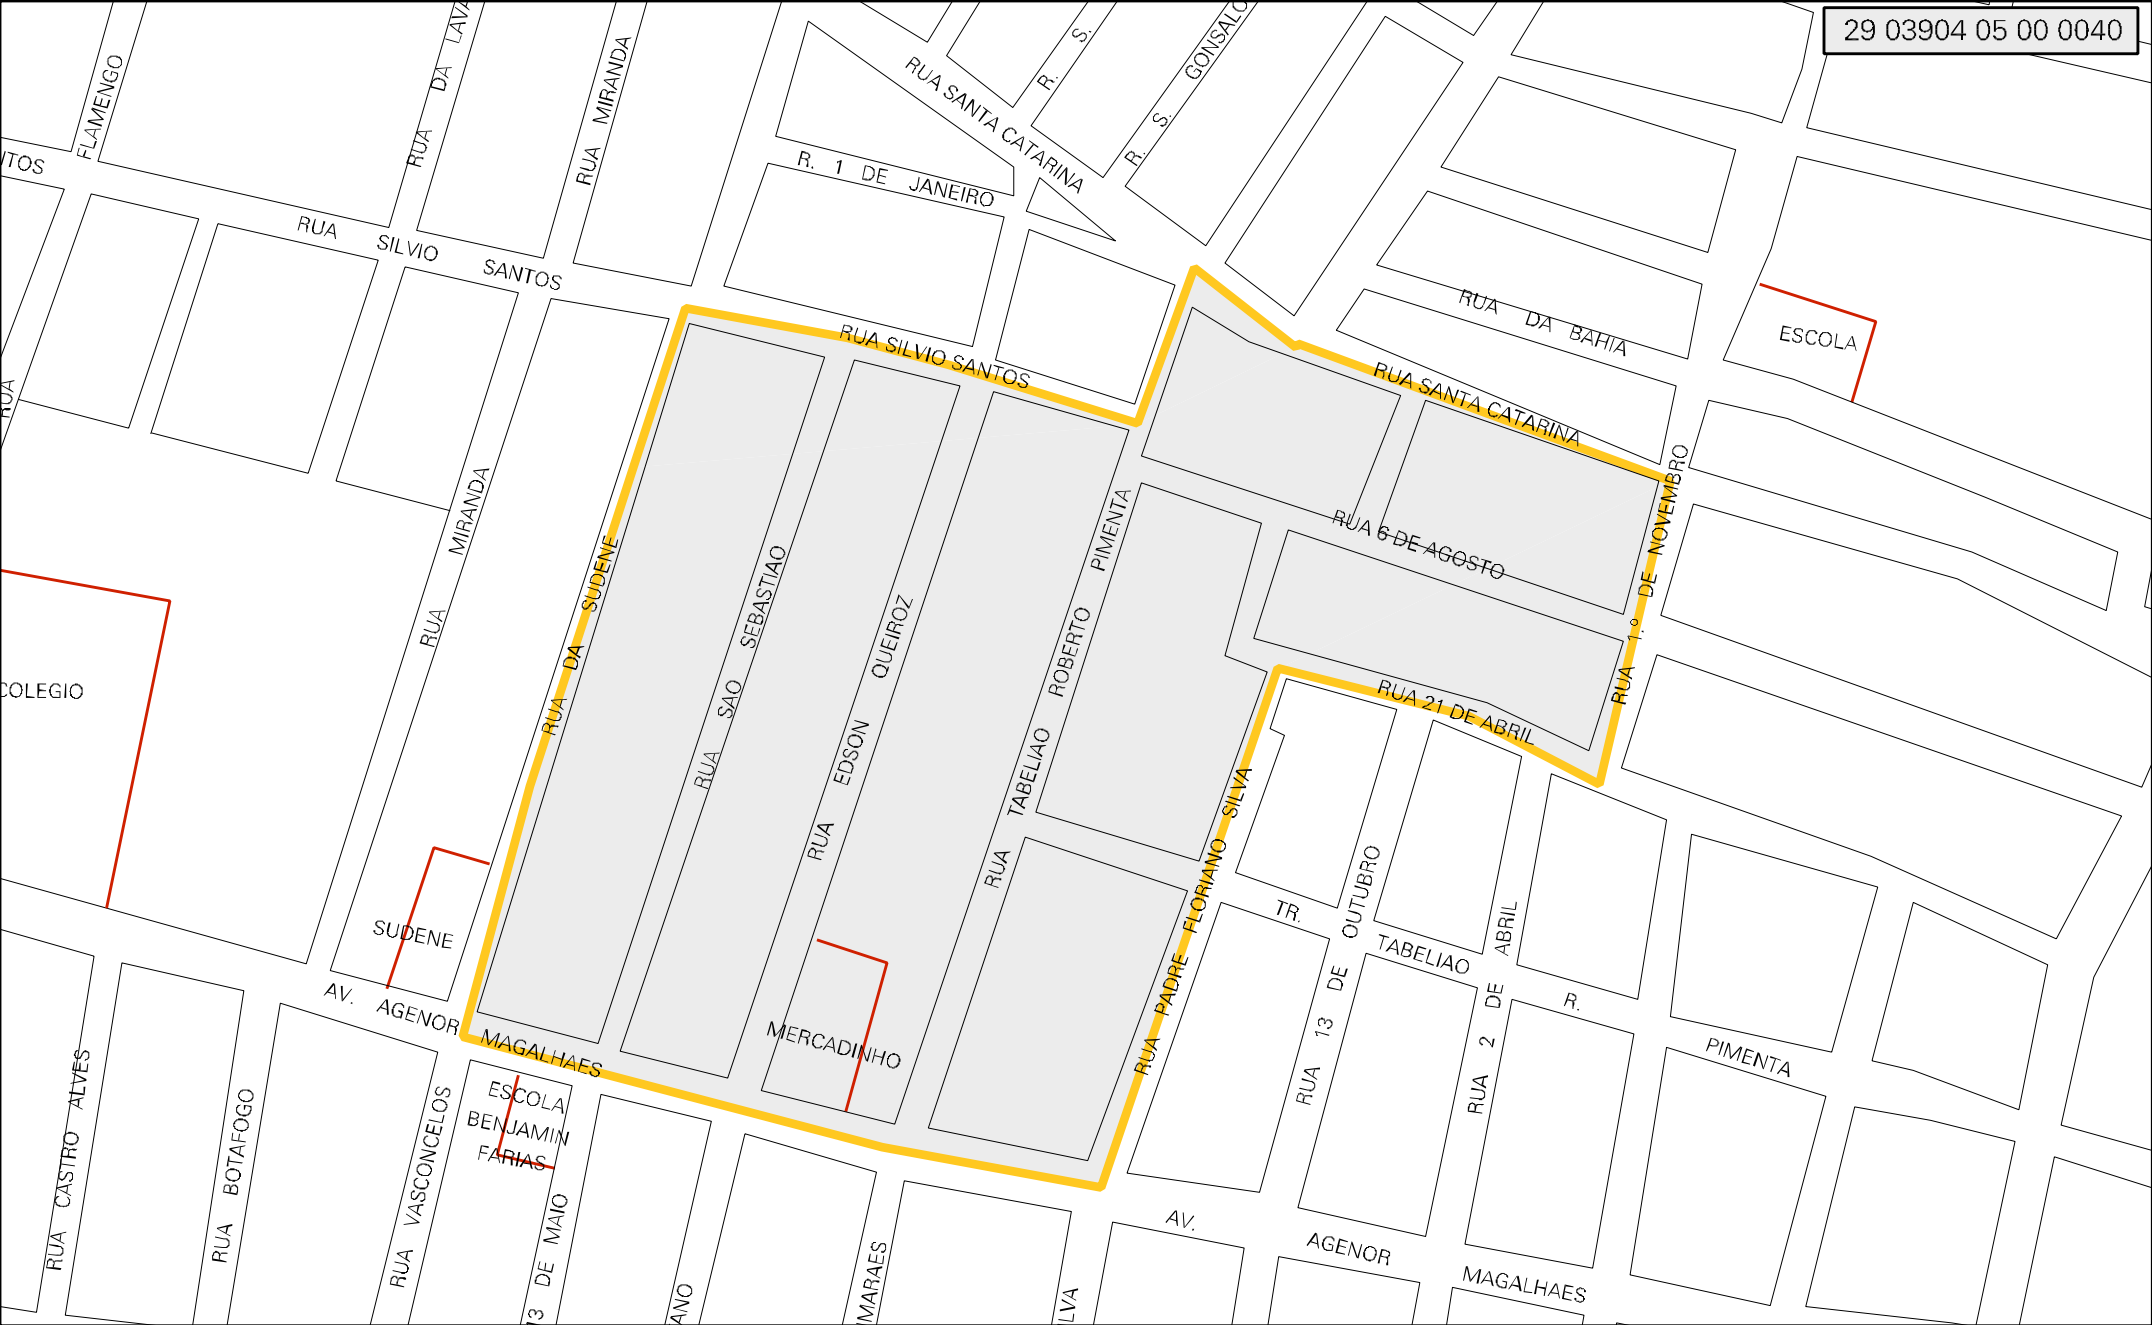 29 03904 05 00 0040
FLAMENGO
RUA DA LAVA
RUA MIRANDA
RUA SANTA CATARINA
R. S.
R. S. GONSALO
R. 1 DE JANEIRO
RUA SILVIO SANTOS
RUA SILVIO SANTOS
RUA DA BAHIA
ESCOLA
RUA SANTA CATARINA
RUA
RUA MIRANDA
RUA DA SUDENE
RUA SAO SEBASTIAO
RUA EDSON QUEIROZ
RUA TABELIAO ROBERTO PIMENTA
RUA 6 DE AGOSTO
RUA 1.º DE NOVEMBRO
RUA 21 DE ABRIL
COLEGIO
SUDENE
RUA PADRE FLORIANO SILVA
TR. TABELIAO R. PIMENTA
RUA 13 DE OUTUBRO
RUA 2 DE ABRIL
AV. AGENOR MAGALHAES
MERCADINHO
ESCOLA
BENJAMIN
FARIAS
RUA CASTRO ALVES
RUA BOTAFOGO
RUA VASCONCELOS
13 DE MAIO
ANO
MARAES
LVA
AV. AGENOR MAGALHAES